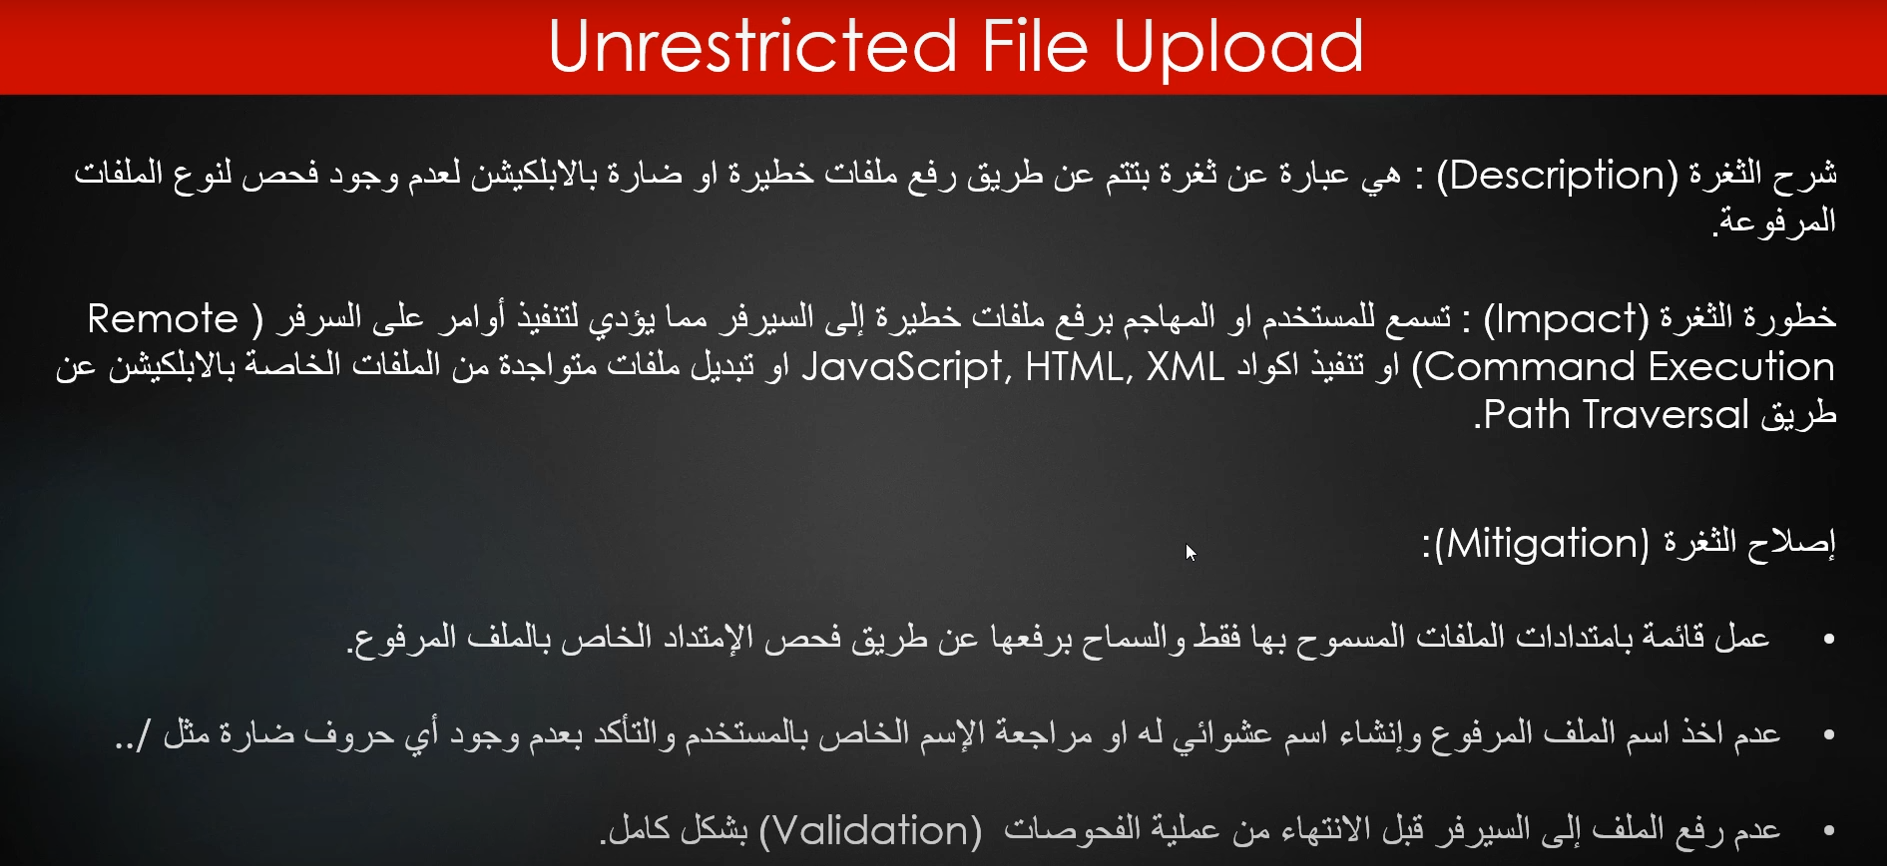 Unrestricted File Upload
شرح الثغرة (Description) : هي عبارة عن ثغرة بتتم عن طريق رفع ملفات خطيرة او ضارة بالابلكيشن لعدم وجود فحص لنوع الملفات
المرفوعة.
خطورة الثغرة (Impact) : تسمع للمستخدم او المهاجم برفع ملفات خطيرة إلى السيرفر مما يؤدي لتنفيذ أوامر على السرفر ( Remote
Command Execution) او تنفيذ اكواد JavaScript, HTML, XML او تبديل ملفات متواجدة من الملفات الخاصة بالابلكيشن عن
طريق Path Traversal.
إصلاح الثغرة (Mitigation):
• عمل قائمة بامتدادات الملفات المسموح بها فقط والسماح برفعها عن طريق فحص الإمتداد الخاص بالملف المرفوع.
• عدم اخذ اسم الملف المرفوع وإنشاء اسم عشوائي له او مراجعة الإسم الخاص بالمستخدم والتأكد بعدم وجود أي حروف ضارة مثل /..
• عدم رفع الملف إلى السيرفر قبل الانتهاء من عملية الفحوصات (Validation) بشكل كامل.